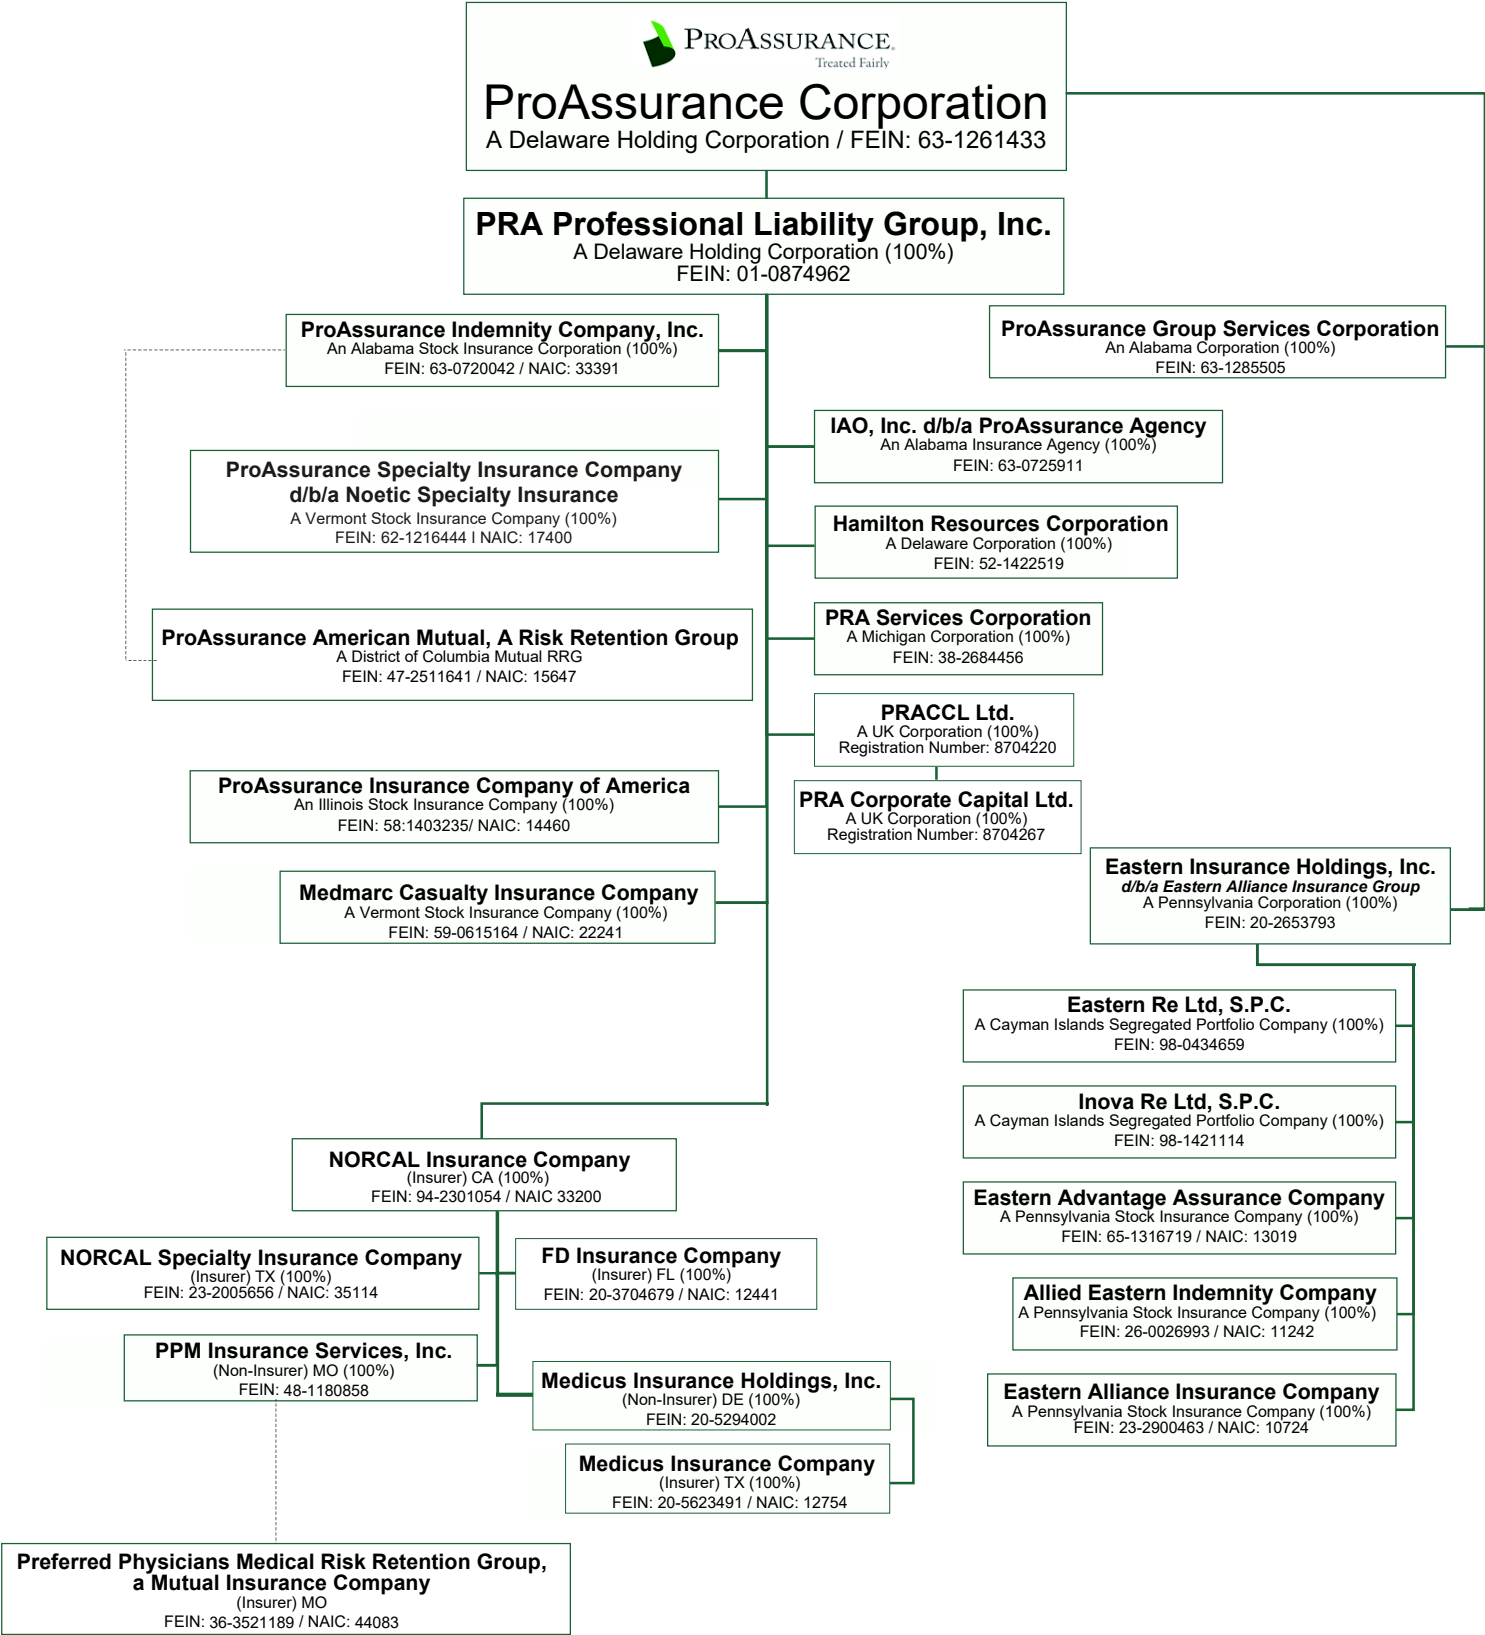 PROASSURANCE.
Treated Fairly
ProAssurance Corporation
A Delaware Holding Corporation / FEIN: 63-1261433
PRA Professional Liability Group, Inc.
A Delaware Holding Corporation (100%)
FEIN: 01-0874962
ProAssurance Indemnity Company, Inc.
An Alabama Stock Insurance Corporation (100%)
FEIN: 63-0720042 / NAIC: 33391
ProAssurance Group Services Corporation
An Alabama Corporation (100%)
FEIN: 63-1285505
IAO, Inc. d/b/a ProAssurance Agency
An Alabama Insurance Agency (100%)
FEIN: 63-0725911
ProAssurance Specialty Insurance Company
d/b/a Noetic Specialty Insurance
A Vermont Stock Insurance Company (100%)
FEIN: 62-1216444 I NAIC: 17400
Hamilton Resources Corporation
A Delaware Corporation (100%)
FEIN: 52-1422519
ProAssurance American Mutual, A Risk Retention Group
A District of Columbia Mutual RRG
FEIN: 47-2511641 / NAIC: 15647
PRA Services Corporation
A Michigan Corporation (100%)
FEIN: 38-2684456
PRACCL Ltd.
A UK Corporation (100%)
Registration Number: 8704220
ProAssurance Insurance Company of America
An Illinois Stock Insurance Company (100%)
FEIN: 58:1403235/ NAIC: 14460
PRA Corporate Capital Ltd.
A UK Corporation (100%)
Registration Number: 8704267
Medmarc Casualty Insurance Company
A Vermont Stock Insurance Company (100%)
FEIN: 59-0615164 / NAIC: 22241
Eastern Insurance Holdings, Inc.
d/b/a Eastern Alliance Insurance Group
A Pennsylvania Corporation (100%)
FEIN: 20-2653793
Eastern Re Ltd, S.P.C.
A Cayman Islands Segregated Portfolio Company (100%)
FEIN: 98-0434659
Inova Re Ltd, S.P.C.
A Cayman Islands Segregated Portfolio Company (100%)
FEIN: 98-1421114
Eastern Advantage Assurance Company
A Pennsylvania Stock Insurance Company (100%)
FEIN: 65-1316719 / NAIC: 13019
Allied Eastern Indemnity Company
A Pennsylvania Stock Insurance Company (100%)
FEIN: 26-0026993 / NAIC: 11242
Eastern Alliance Insurance Company
A Pennsylvania Stock Insurance Company (100%)
FEIN: 23-2900463 / NAIC: 10724
NORCAL Insurance Company
(Insurer) CA (100%)
FEIN: 94-2301054 / NAIC 33200
NORCAL Specialty Insurance Company
(Insurer) TX (100%)
FEIN: 23-2005656 / NAIC: 35114
FD Insurance Company
(Insurer) FL (100%)
FEIN: 20-3704679 / NAIC: 12441
PPM Insurance Services, Inc.
(Non-Insurer) MO (100%)
FEIN: 48-1180858
Medicus Insurance Holdings, Inc.
(Non-Insurer) DE (100%)
FEIN: 20-5294002
Medicus Insurance Company
(Insurer) TX (100%)
FEIN: 20-5623491 / NAIC: 12754
Preferred Physicians Medical Risk Retention Group,
a Mutual Insurance Company
(Insurer) MO
FEIN: 36-3521189 / NAIC: 44083